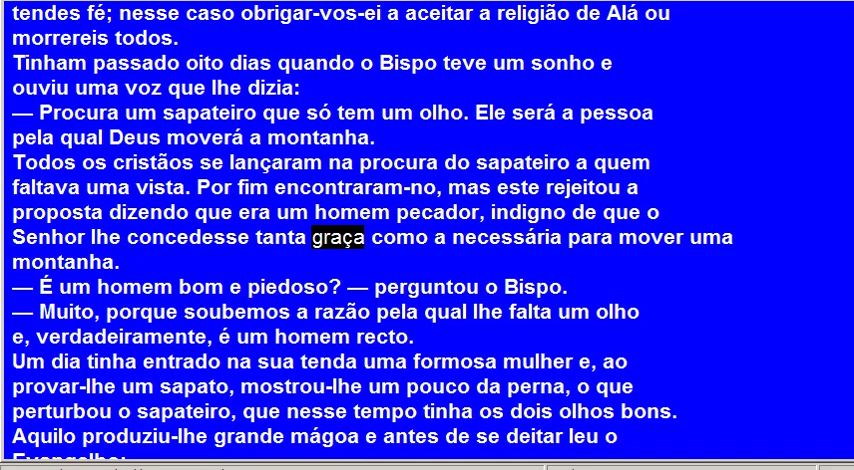 tendes fé; nesse caso obrigar-vos-ei a aceitar a religião de Alá ou
morrereis todos.
Tinham passado oito dias quando o Bispo teve um sonho e
ouviu uma voz que lhe dizia:
— Procura um sapateiro que só tem um olho. Ele será a pessoa
pela qual Deus moverá a montanha.
Todos os cristãos se lançaram na procura do sapateiro a quem
faltava uma vista. Por fim encontraram-no, mas este rejeitou a
proposta dizendo que era um homem pecador, indigno de que o
Senhor lhe concedesse tanta graça como a necessária para mover uma
montanha.
— É um homem bom e piedoso? — perguntou o Bispo.
— Muito, porque soubemos a razão pela qual lhe falta um olho
e, verdadeiramente, é um homem recto.
Um dia tinha entrado na sua tenda uma formosa mulher e, ao
provar-lhe um sapato, mostrou-lhe um pouco da perna, o que
perturbou o sapateiro, que nesse tempo tinha os dois olhos bons.
Aquilo produziu-lhe grande mágoa e antes de se deitar leu o
Evangelho: